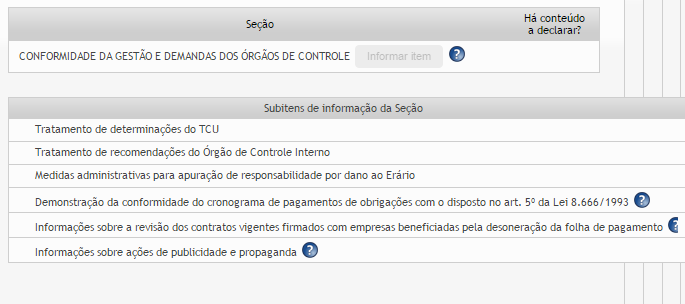 Seção
Há conteúdo
a declarar?
CONFORMIDADE DA GESTÃO E DEMANDAS DOS ÓRGÃOS DE CONTROLE Informar item ?
Subitens de informação da Seção
Tratamento de determinações do TCU
Tratamento de recomendações do Órgão de Controle Interno
Medidas administrativas para apuração de responsabilidade por dano ao Erário
Demonstração da conformidade do cronograma de pagamentos de obrigações com o disposto no art. 5º da Lei 8.666/1993 ?
Informações sobre a revisão dos contratos vigentes firmados com empresas beneficiadas pela desoneração da folha de pagamento ?
Informações sobre ações de publicidade e propaganda ?